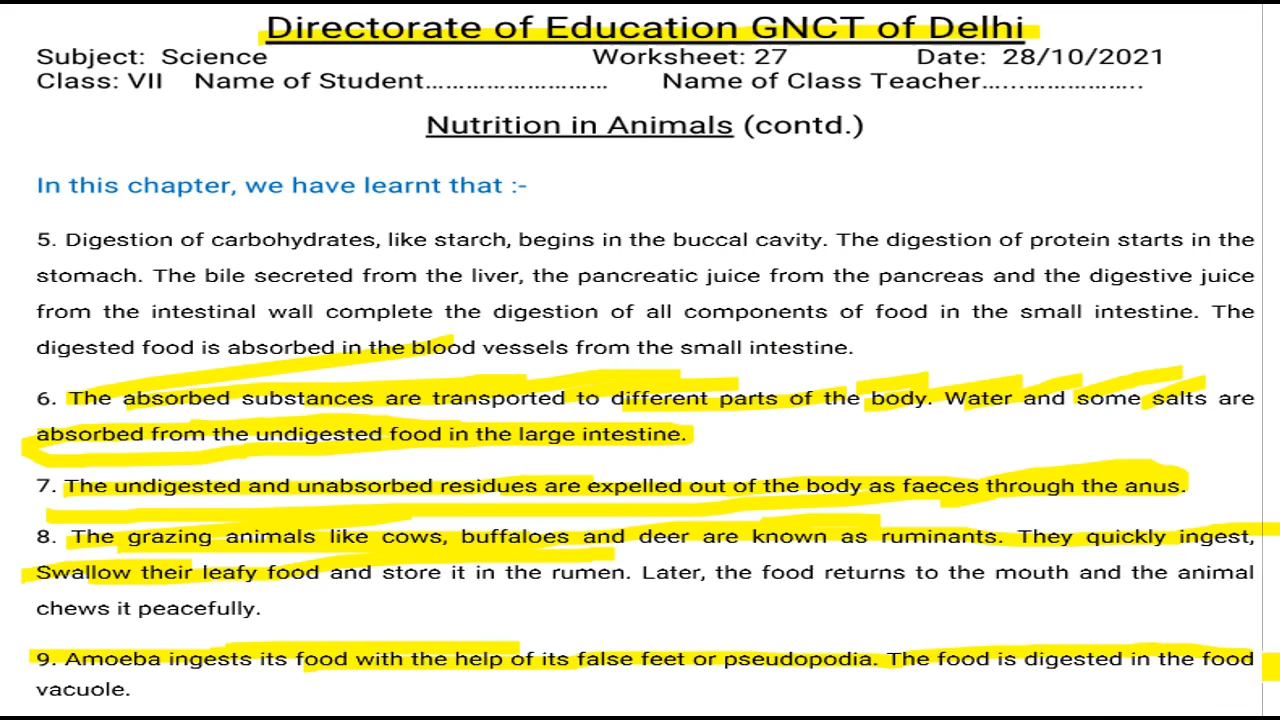 Directorate of Education GNCT of Delhi
Subject: Science Worksheet: 27 Date: 28/10/2021
Class: VII Name of Student……………………… Name of Class Teacher…...……………..
Nutrition in Animals (contd.)
In this chapter, we have learnt that :-
5. Digestion of carbohydrates, like starch, begins in the buccal cavity. The digestion of protein starts in the
stomach. The bile secreted from the liver, the pancreatic juice from the pancreas and the digestive juice
from the intestinal wall complete the digestion of all components of food in the small intestine. The
digested food is absorbed in the blood vessels from the small intestine.
6. The absorbed substances are transported to different parts of the body. Water and some salts are
absorbed from the undigested food in the large intestine.
7. The undigested and unabsorbed residues are expelled out of the body as faeces through the anus.
8. The grazing animals like cows, buffaloes and deer are known as ruminants. They quickly ingest,
Swallow their leafy food and store it in the rumen. Later, the food returns to the mouth and the animal
chews it peacefully.
9. Amoeba ingests its food with the help of its false feet or pseudopodia. The food is digested in the food
vacuole.